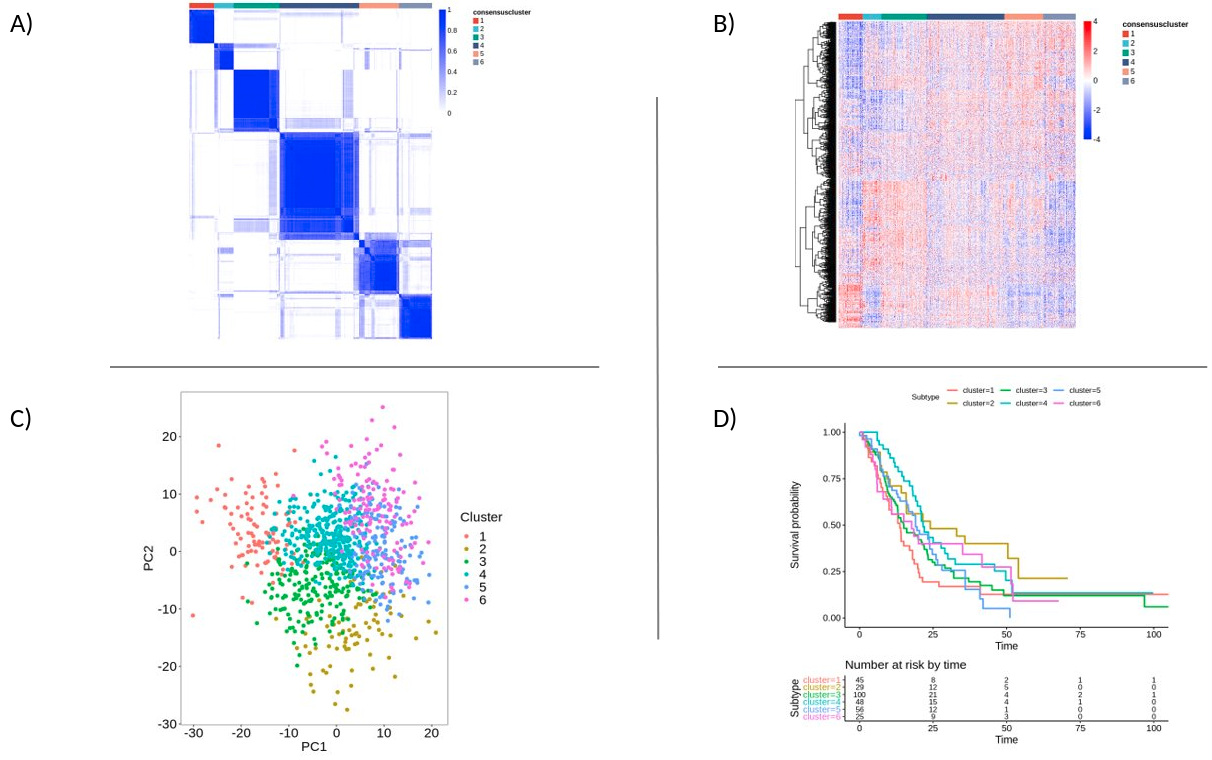 A)
1
0.8
0.6
0.4
0.2
0
consensuscluster
1
2
3
4
5
6
B)
4
2
0
-2
-4
consensuscluster
1
2
3
4
5
6
C)
20
10
0
-10
-20
-30
PC2
-30 -20 -10 0 10 20
PC1
Cluster
1
2
3
4
5
6
D)
Subtype
cluster=1 cluster=3 cluster=5
cluster=2 cluster=4 cluster=6
Survival probability
1.00
0.75
0.50
0.25
0.00
0 25 50 75 100
Time
Number at risk by time
Subtype
cluster=1 45 8 2 1 1
cluster=2 29 12 5 0 0
cluster=3 100 21 4 2 1
cluster=4 48 15 4 1 0
cluster=5 56 12 1 0 0
cluster=6 25 9 3 0 0
0 25 50 75 100
Time